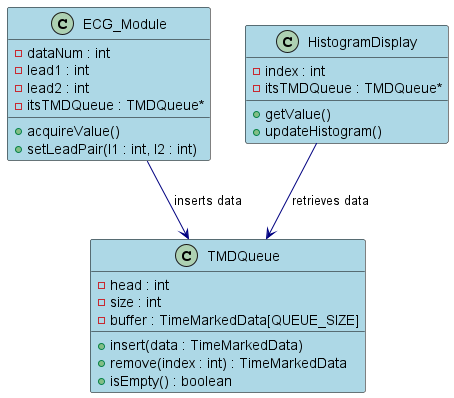 C ECG_Module
dataNum : int
lead1 : int
lead2 : int
itsTMDQueue : TMDQueue*
acquireValue()
setLeadPair(l1 : int, l2 : int)
C HistogramDisplay
index : int
itsTMDQueue : TMDQueue*
getValue()
updateHistogram()
inserts data
retrieves data
C TMDQueue
head : int
size : int
buffer : TimeMarkedData[QUEUE_SIZE]
insert(data : TimeMarkedData)
remove(index : int) : TimeMarkedData
isEmpty() : boolean